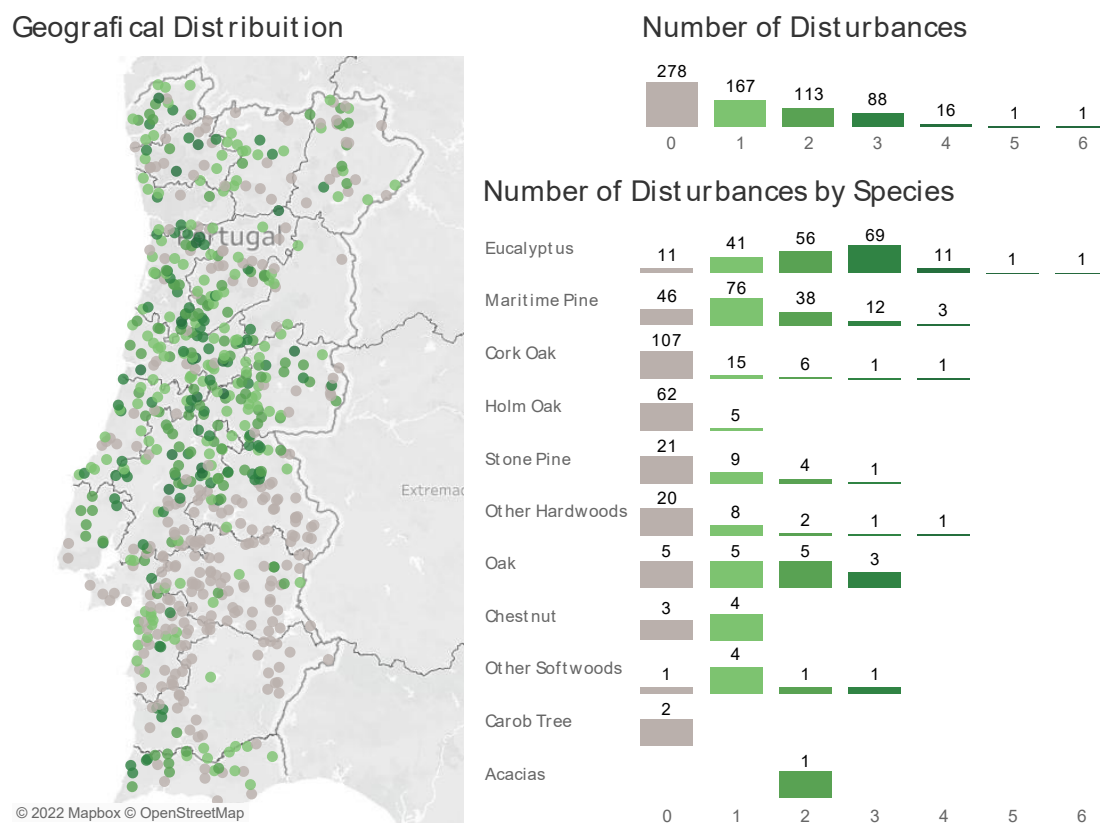 Geografical Distribuition
Number of Disturbances
278 167 113 88 16 1 1
0 1 2 3 4 5 6
Number of Disturbances by Species
Eucalyptus 11 41 56 69 11 1 1
Maritime Pine 46 76 38 12 3
Cork Oak 107 15 6 1 1
Holm Oak 62 5
Stone Pine 21 9 4 1
Other Hardwoods 20 8 2 1 1
Oak 5 5 5 3
Chestnut 3 4
Other Softwoods 1 4 1 1
Carob Tree 2
Acacias 1
0 1 2 3 4 5 6
Portugal
Extremad
© 2022 Mapbox © OpenStreetMap